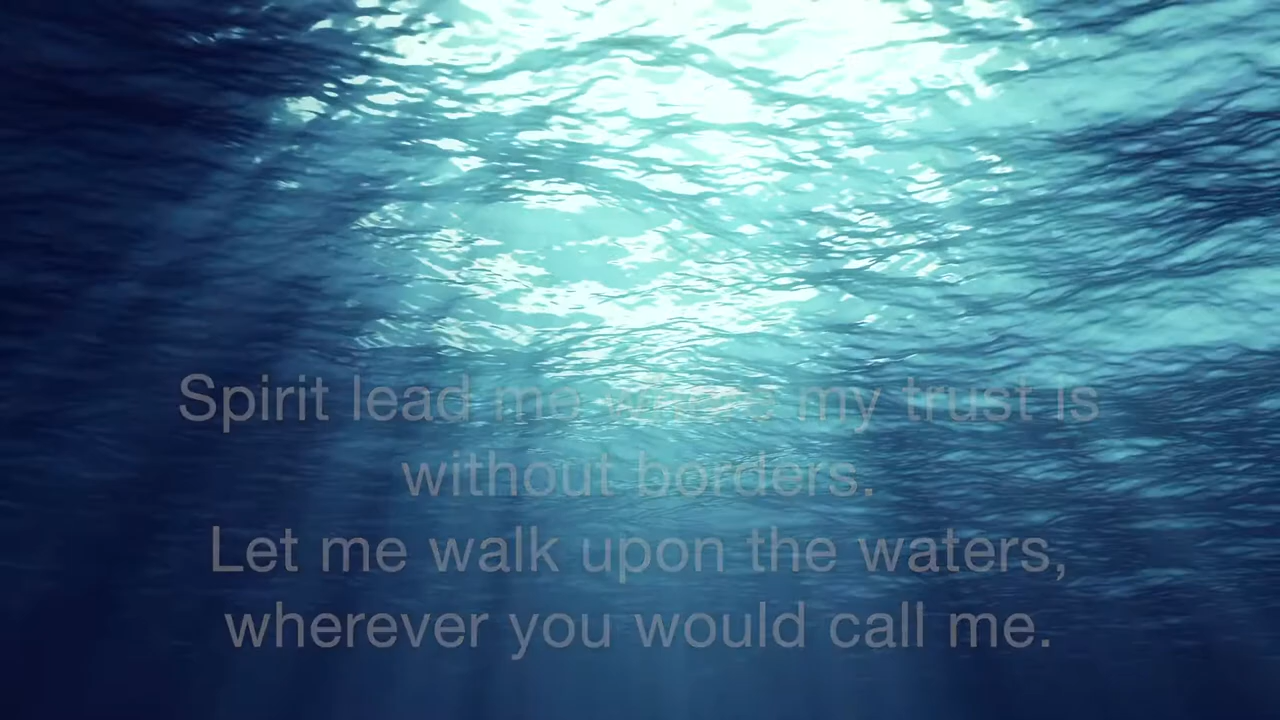 Spirit lead me where my trust is
without borders.
Let me walk upon the waters,
wherever you would call me.